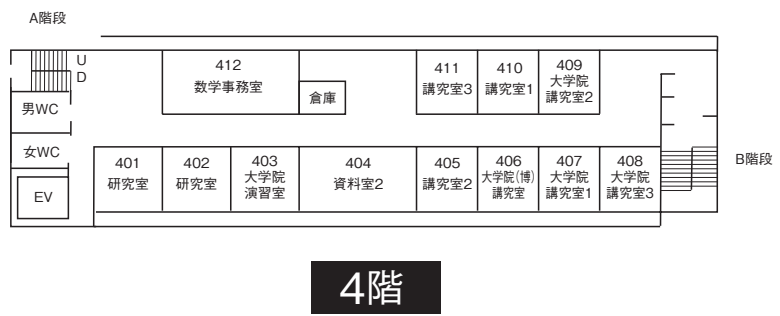 A階段
U
D
男WC
女WC
EV
412
数学事務室
倉庫
411
講究室3
410
講究室1
409
大学院
講究室2
B階段
401
研究室
402
研究室
403
大学院
演習室
404
資料室2
405
講究室2
406
大学院(博)
講究室
407
大学院
講究室1
408
大学院
講究室3
4階